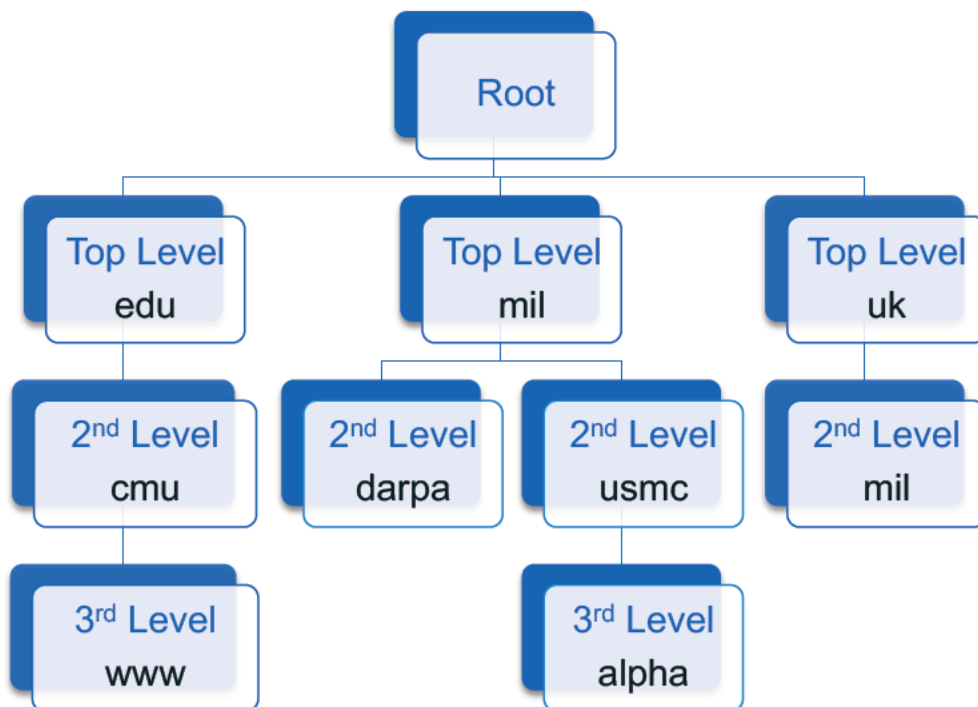 Root
Top Level
edu
Top Level
mil
Top Level
uk
2nd Level
cmu
2nd Level
darpa
2nd Level
usmc
2nd Level
mil
3rd Level
www
3rd Level
alpha